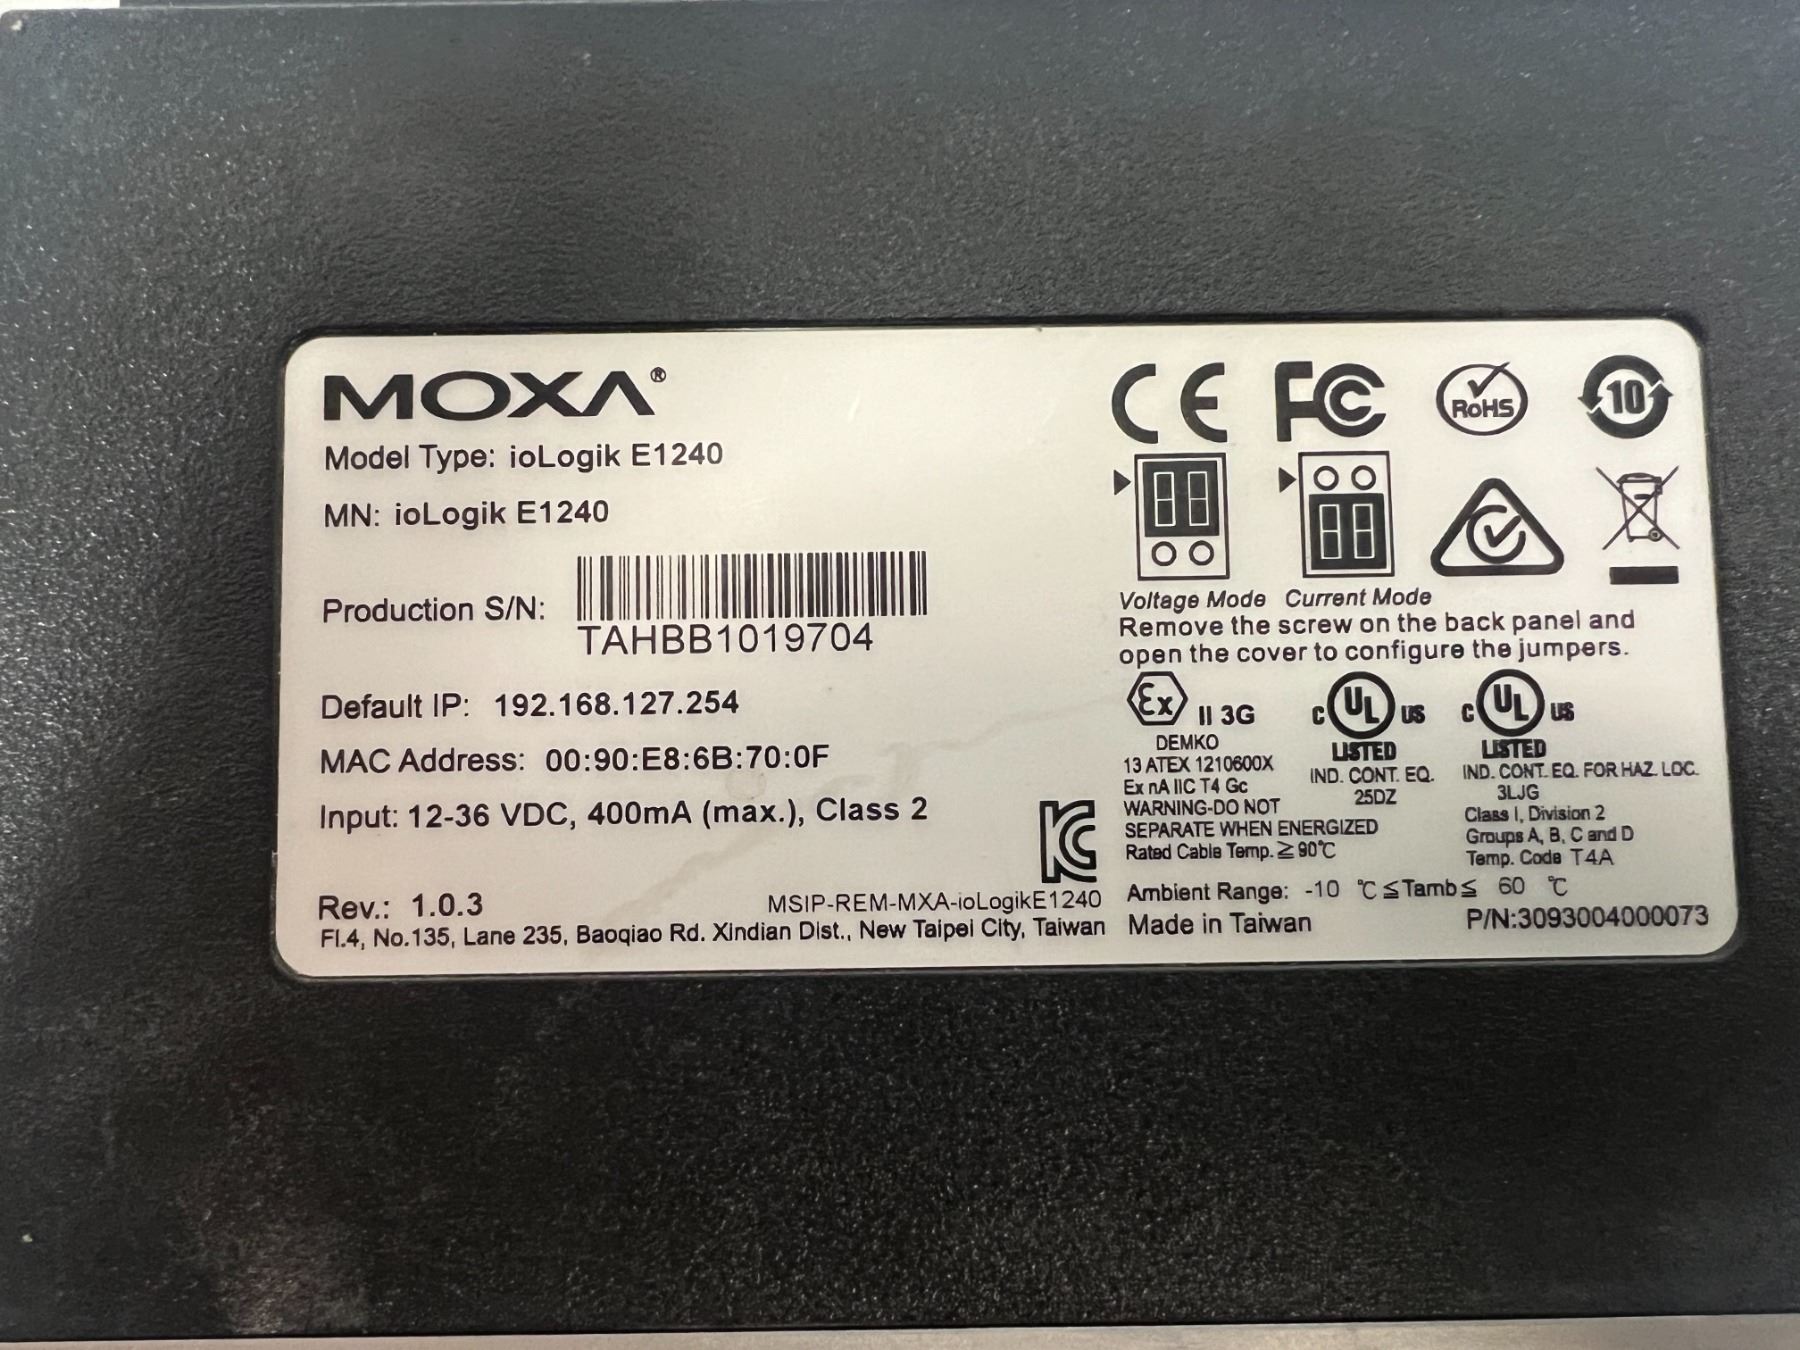 MOXA®
Model Type: ioLogik E1240
MN: ioLogik E1240
Production S/N:
TAHBB1019704
Default IP: 192.168.127.254
MAC Address: 00:90:E8:6B:70:0F
Input: 12-36 VDC, 400mA (max.), Class 2
Rev.: 1.0.3
MSIP-REM-MXA-ioLogikE1240
Fl.4, No.135, Lane 235, Baoqiao Rd. Xindian Dist., New Taipei City, Taiwan
CE FC RoHS 10
Voltage Mode Current Mode
Remove the screw on the back panel and
open the cover to configure the jumpers.
Ex II 3G
DEMKO
13 ATEX 1210600X
Ex nA IIC T4 Gc
WARNING-DO NOT
SEPARATE WHEN ENERGIZED
Rated Cable Temp.≧90℃
C UL US
LISTED
IND. CONT. EQ.
25DZ
C UL US
LISTED
IND. CONT. EQ. FOR HAZ. LOC.
3LJG
Class I, Division 2
Groups A, B, C and D
Temp. Code T4A
KC
Ambient Range: -10 ℃≦Tamb≦ 60 ℃
Made in Taiwan
P/N:3093004000073